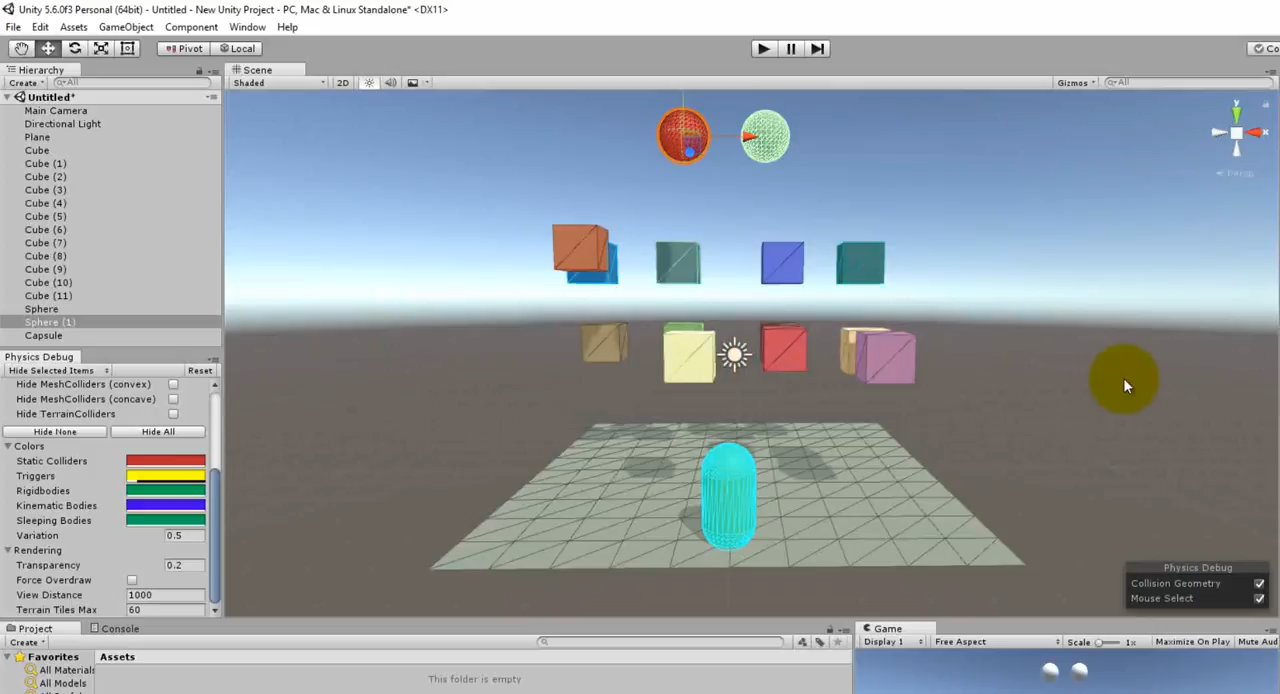 Unity 5.6.0f3 Personal (64bit) - Untitled - New Unity Project - PC, Mac & Linux Standalone* <DX11>
File Edit Assets GameObject Component Window Help
Pivot Local Co
Hierarchy Scene
Create All Shaded 2D Gizmos All
Untitled*
Main Camera
Directional Light
Plane
Cube
Cube (1)
Cube (2)
Cube (3)
Cube (4)
Cube (5)
Cube (6)
Cube (7)
Cube (8)
Cube (9)
Cube (10)
Cube (11)
Sphere
Sphere (1)
Capsule
y
x
Persp
Physics Debug
Hide Selected Items Reset
Hide MeshColliders (convex)
Hide MeshColliders (concave)
Hide TerrainColliders
Hide None Hide All
Colors
Static Colliders
Triggers
Rigidbodies
Kinematic Bodies
Sleeping Bodies
Variation 0.5
Rendering
Transparency 0.2
Force Overdraw
View Distance 1000
Terrain Tiles Max 60
Physics Debug
Collision Geometry
Mouse Select
Project Console
Create
Favorites
All Materials
All Models
Assets
This folder is empty
Game
Display 1 Free Aspect Scale 1x Maximize On Play Mute Aud